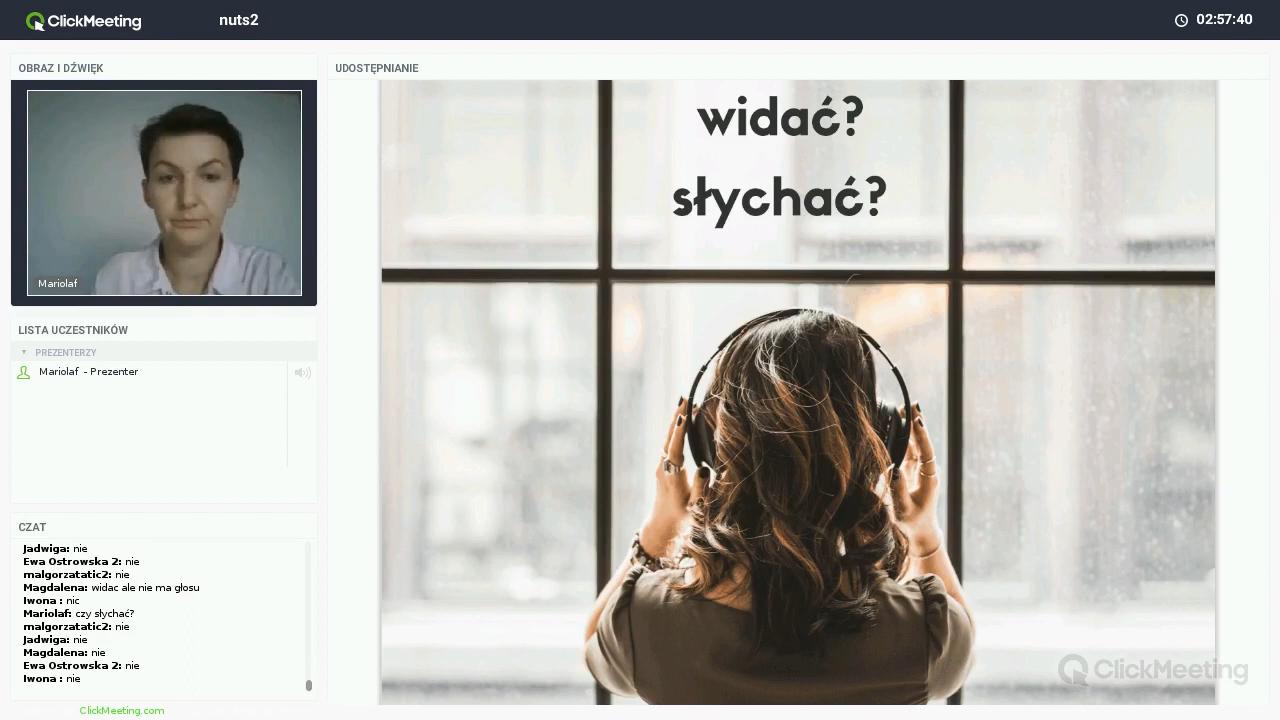 ClickMeeting
nuts2
02:57:40
OBRAZ I DŹWIĘK
Mariolaf
LISTA UCZESTNIKÓW
PREZENTERZY
Mariolaf - Prezenter
CZAT
Jadwiga: nie
Ewa Ostrowska 2: nie
malgorzatatic2: nie
Magdalena: widac ale nie ma głosu
Iwona : nic
Mariolaf: czy słychać?
malgorzatatic2: nie
Jadwiga: nie
Magdalena: nie
Ewa Ostrowska 2: nie
Iwona : nie
ClickMeeting.com
UDOSTĘPNIANIE
widać?
słychać?
ClickMeeting